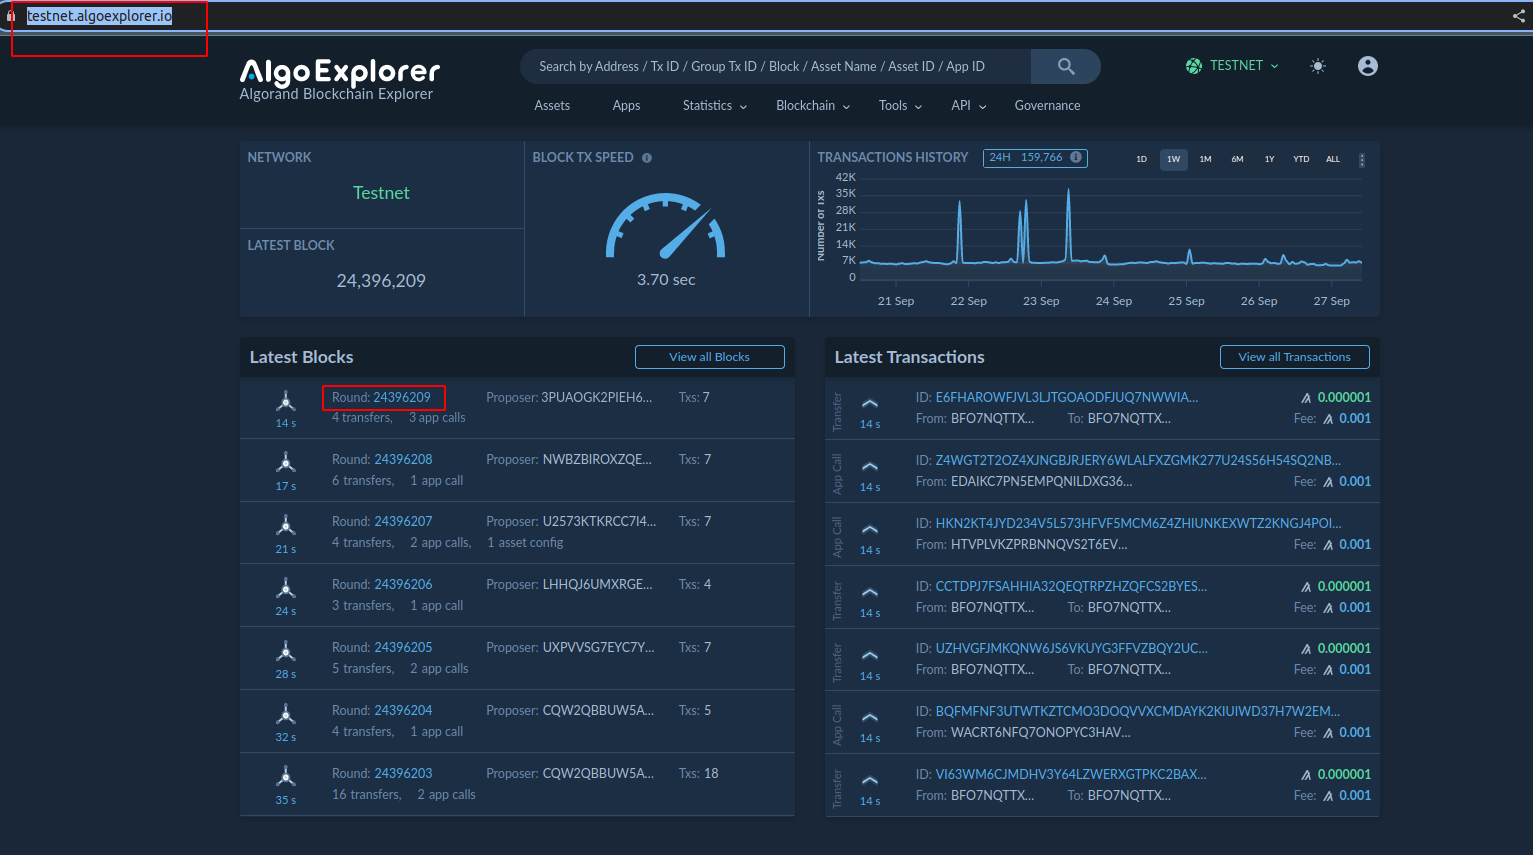 testnet.algoexplorer.io
AlgoExplorer
Algorand Blockchain Explorer
Search by Address / Tx ID / Group Tx ID / Block / Asset Name / Asset ID / App ID
TESTNET
Assets Apps Statistics Blockchain Tools API Governance
NETWORK
Testnet
LATEST BLOCK
24,396,209
BLOCK TX SPEED
3.70 sec
TRANSACTIONS HISTORY 24H 159,766 1D 1W 1M 6M 1Y YTD ALL
Number of Txs
42K
35K
28K
21K
14K
7K
0
21 Sep 22 Sep 23 Sep 24 Sep 25 Sep 26 Sep 27 Sep
Latest Blocks View all Blocks
Round: 24396209 Proposer: 3PUAOGK2PIEH6... Txs: 7
14 s 4 transfers, 3 app calls
Round: 24396208 Proposer: NWBZBIROXZQE... Txs: 7
17 s 6 transfers, 1 app call
Round: 24396207 Proposer: U2573KTKRCC7I4... Txs: 7
21 s 4 transfers, 2 app calls, 1 asset config
Round: 24396206 Proposer: LHHQJ6UMXRGE... Txs: 4
24 s 3 transfers, 1 app call
Round: 24396205 Proposer: UXPVVSG7EYC7Y... Txs: 7
28 s 5 transfers, 2 app calls
Round: 24396204 Proposer: CQW2QBBUW5A... Txs: 5
32 s 4 transfers, 1 app call
Round: 24396203 Proposer: CQW2QBBUW5A... Txs: 18
35 s 16 transfers, 2 app calls
Latest Transactions View all Transactions
Transfer ID: E6FHAROWFJVL3LJTGOAODFJUQ7NWWIA... 0.000001
14 s From: BFO7NQTTX... To: BFO7NQTTX... Fee: 0.001
App Call ID: Z4WGT2T2OZ4XJNGBJRJERY6WLALFXZGMK277U24S56H54SQ2NB...
14 s From: EDAIKC7PN5EMPQNILDXG36... Fee: 0.001
App Call ID: HKN2KT4JYD234V5L573HFVF5MCM6Z4ZHIUNKEXWTZ2KNGJ4POI...
14 s From: HTVPLVKZPRBNNQVS2T6EV... Fee: 0.001
Transfer ID: CCTDPJ7FSAHHIA32QEQTRPZHZQFCS2BYES... 0.000001
14 s From: BFO7NQTTX... To: BFO7NQTTX... Fee: 0.001
Transfer ID: UZHVGFJMKQNW6JS6VKUYG3FFVZBQY2UC... 0.000001
14 s From: BFO7NQTTX... To: BFO7NQTTX... Fee: 0.001
App Call ID: BQFMFNF3UTWTKZTCMO3DOQVVXCMDAYK2KIUIWD37H7W2EM...
14 s From: WACRT6NFQ7ONOPYC3HAV... Fee: 0.001
Transfer ID: VI63WM6CJMDHV3Y64LZWERXGTPKC2BAX... 0.000001
14 s From: BFO7NQTTX... To: BFO7NQTTX... Fee: 0.001